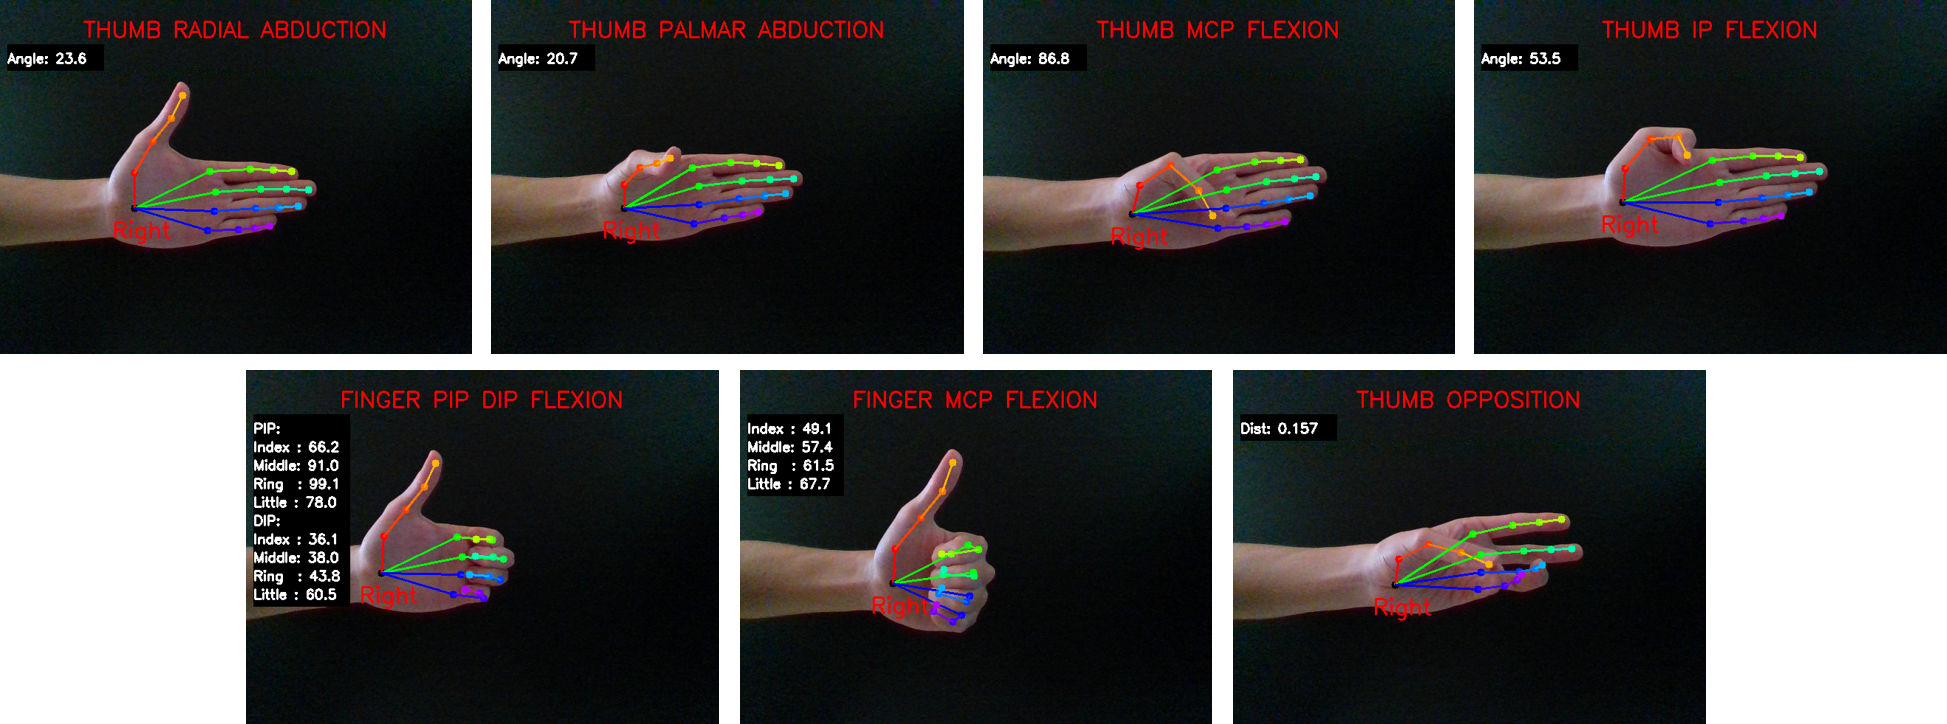 THUMB RADIAL ABDUCTION
Angle: 23.6
Right
THUMB PALMAR ABDUCTION
Angle: 20.7
Right
THUMB MCP FLEXION
Angle: 86.8
Right
THUMB IP FLEXION
Angle: 53.5
Right
FINGER PIP DIP FLEXION
PIP:
Index : 66.2
Middle: 91.0
Ring : 99.1
Little : 78.0
DIP:
Index : 36.1
Middle: 38.0
Ring : 43.8
Little : 60.5
Right
FINGER MCP FLEXION
Index : 49.1
Middle: 57.4
Ring : 61.5
Little : 67.7
Right
THUMB OPPOSITION
Dist: 0.157
Right